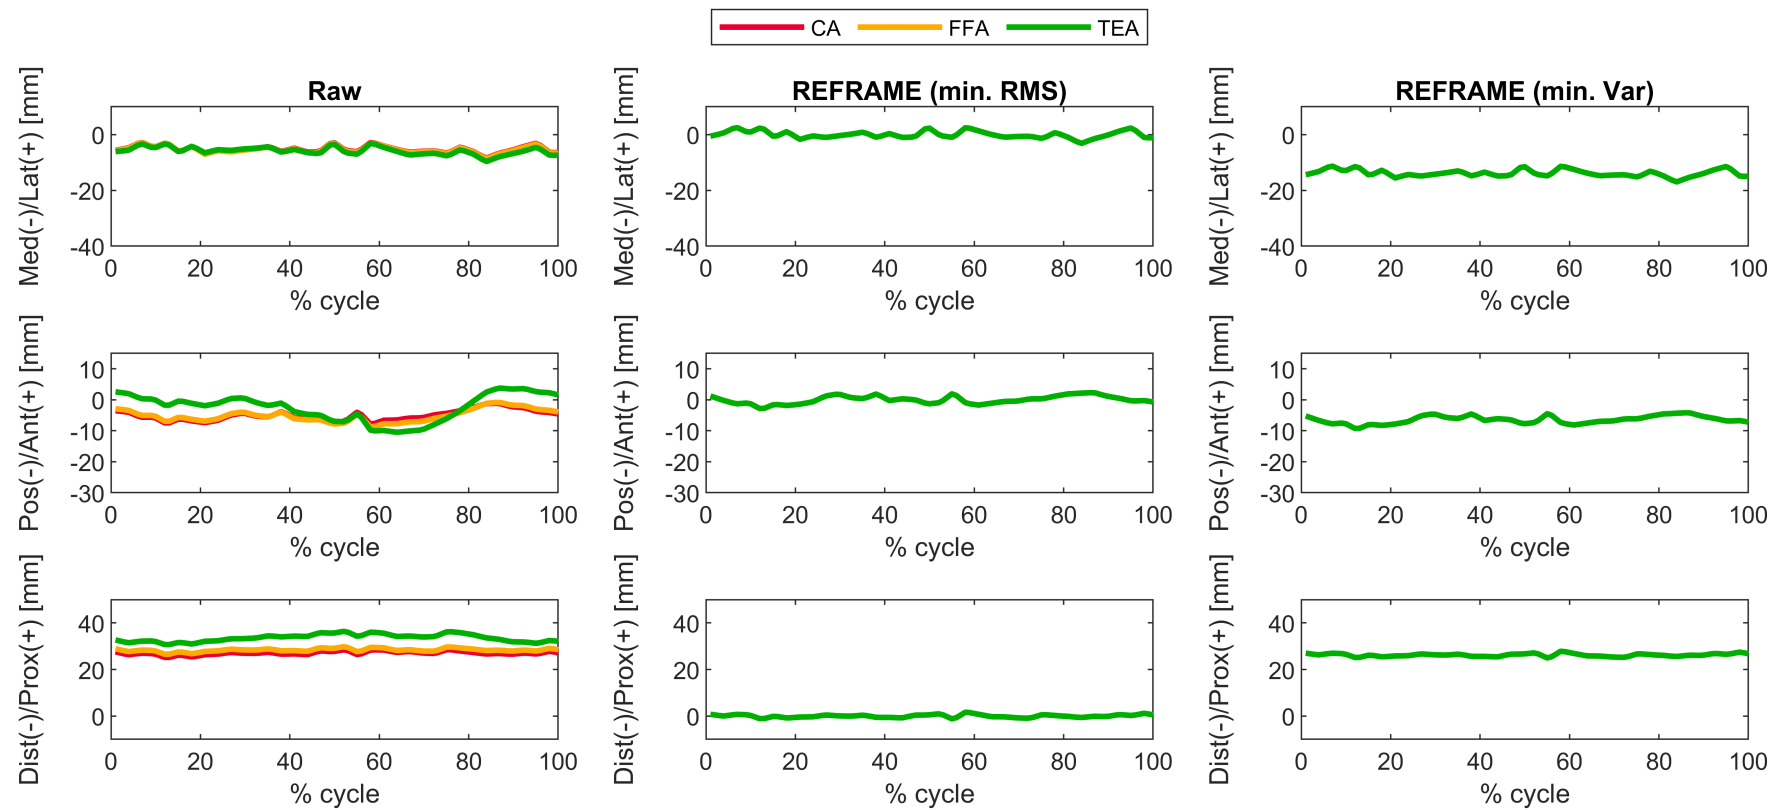 CA FFA TEA
Raw
REFRAME (min. RMS)
REFRAME (min. Var)
Med(-)/Lat(+) [mm]
0
-20
-40
0 20 40 60 80 100
% cycle
Med(-)/Lat(+) [mm]
0
-20
-40
0 20 40 60 80 100
% cycle
Med(-)/Lat(+) [mm]
0
-20
-40
0 20 40 60 80 100
% cycle
Pos(-)/Ant(+) [mm]
10
0
-10
-20
-30
0 20 40 60 80 100
% cycle
Pos(-)/Ant(+) [mm]
10
0
-10
-20
-30
0 20 40 60 80 100
% cycle
Pos(-)/Ant(+) [mm]
10
0
-10
-20
-30
0 20 40 60 80 100
% cycle
Dist(-)/Prox(+) [mm]
40
20
0
0 20 40 60 80 100
% cycle
Dist(-)/Prox(+) [mm]
40
20
0
0 20 40 60 80 100
% cycle
Dist(-)/Prox(+) [mm]
40
20
0
0 20 40 60 80 100
% cycle